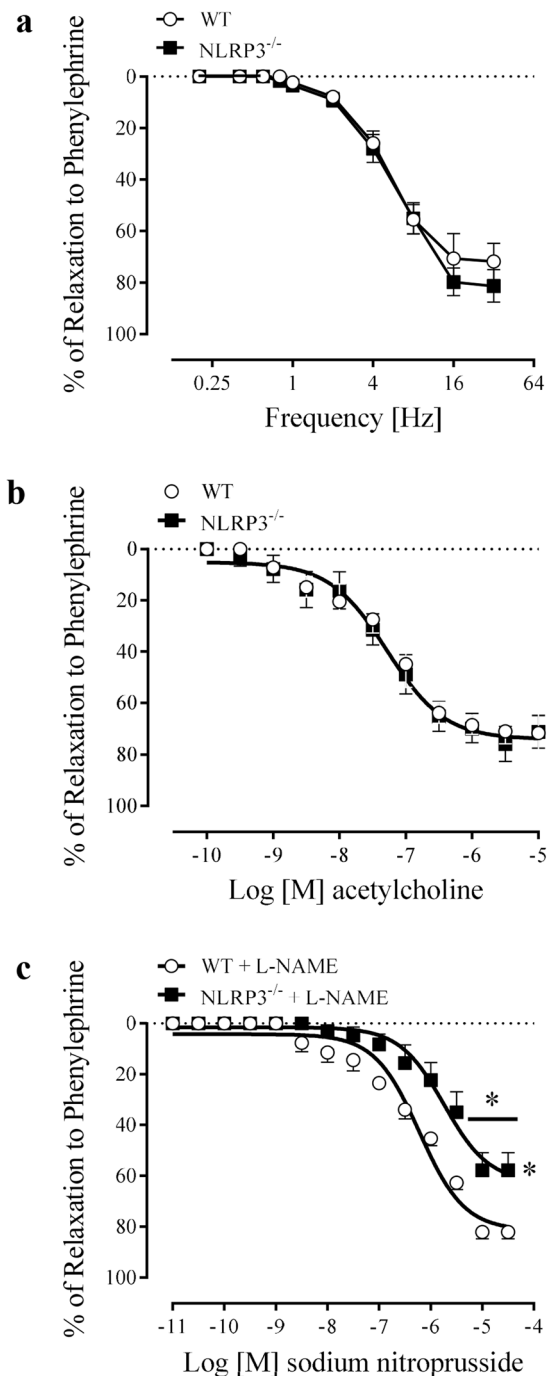 a
WT
NLRP3-/-
% of Relaxation to Phenylephrine
0
20
40
60
80
100
0.25 1 4 16 64
Frequency [Hz]
b
WT
NLRP3-/-
% of Relaxation to Phenylephrine
0
20
40
60
80
100
-10 -9 -8 -7 -6 -5
Log [M] acetylcholine
c
WT + L-NAME
NLRP3-/- + L-NAME
% of Relaxation to Phenylephrine
0
20
40
60
80
100
*
*
-11 -10 -9 -8 -7 -6 -5 -4
Log [M] sodium nitroprusside